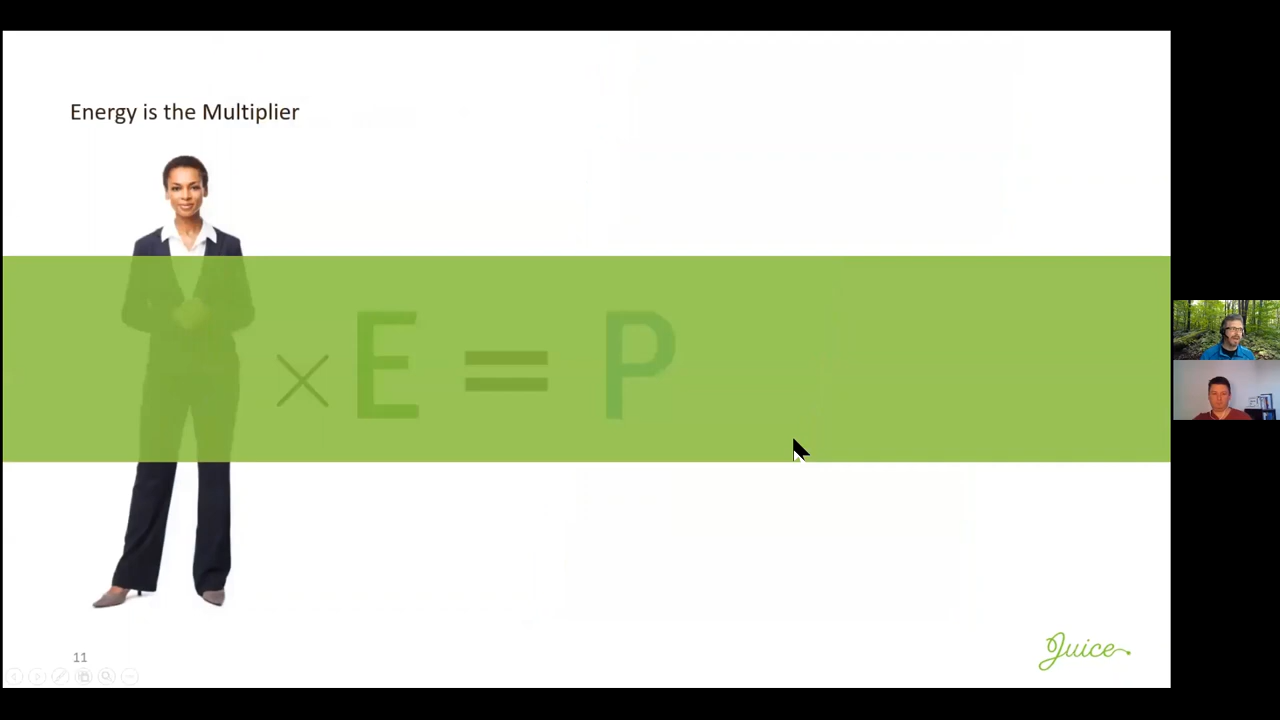 Energy is the Multiplier
× E = P
11
Juice